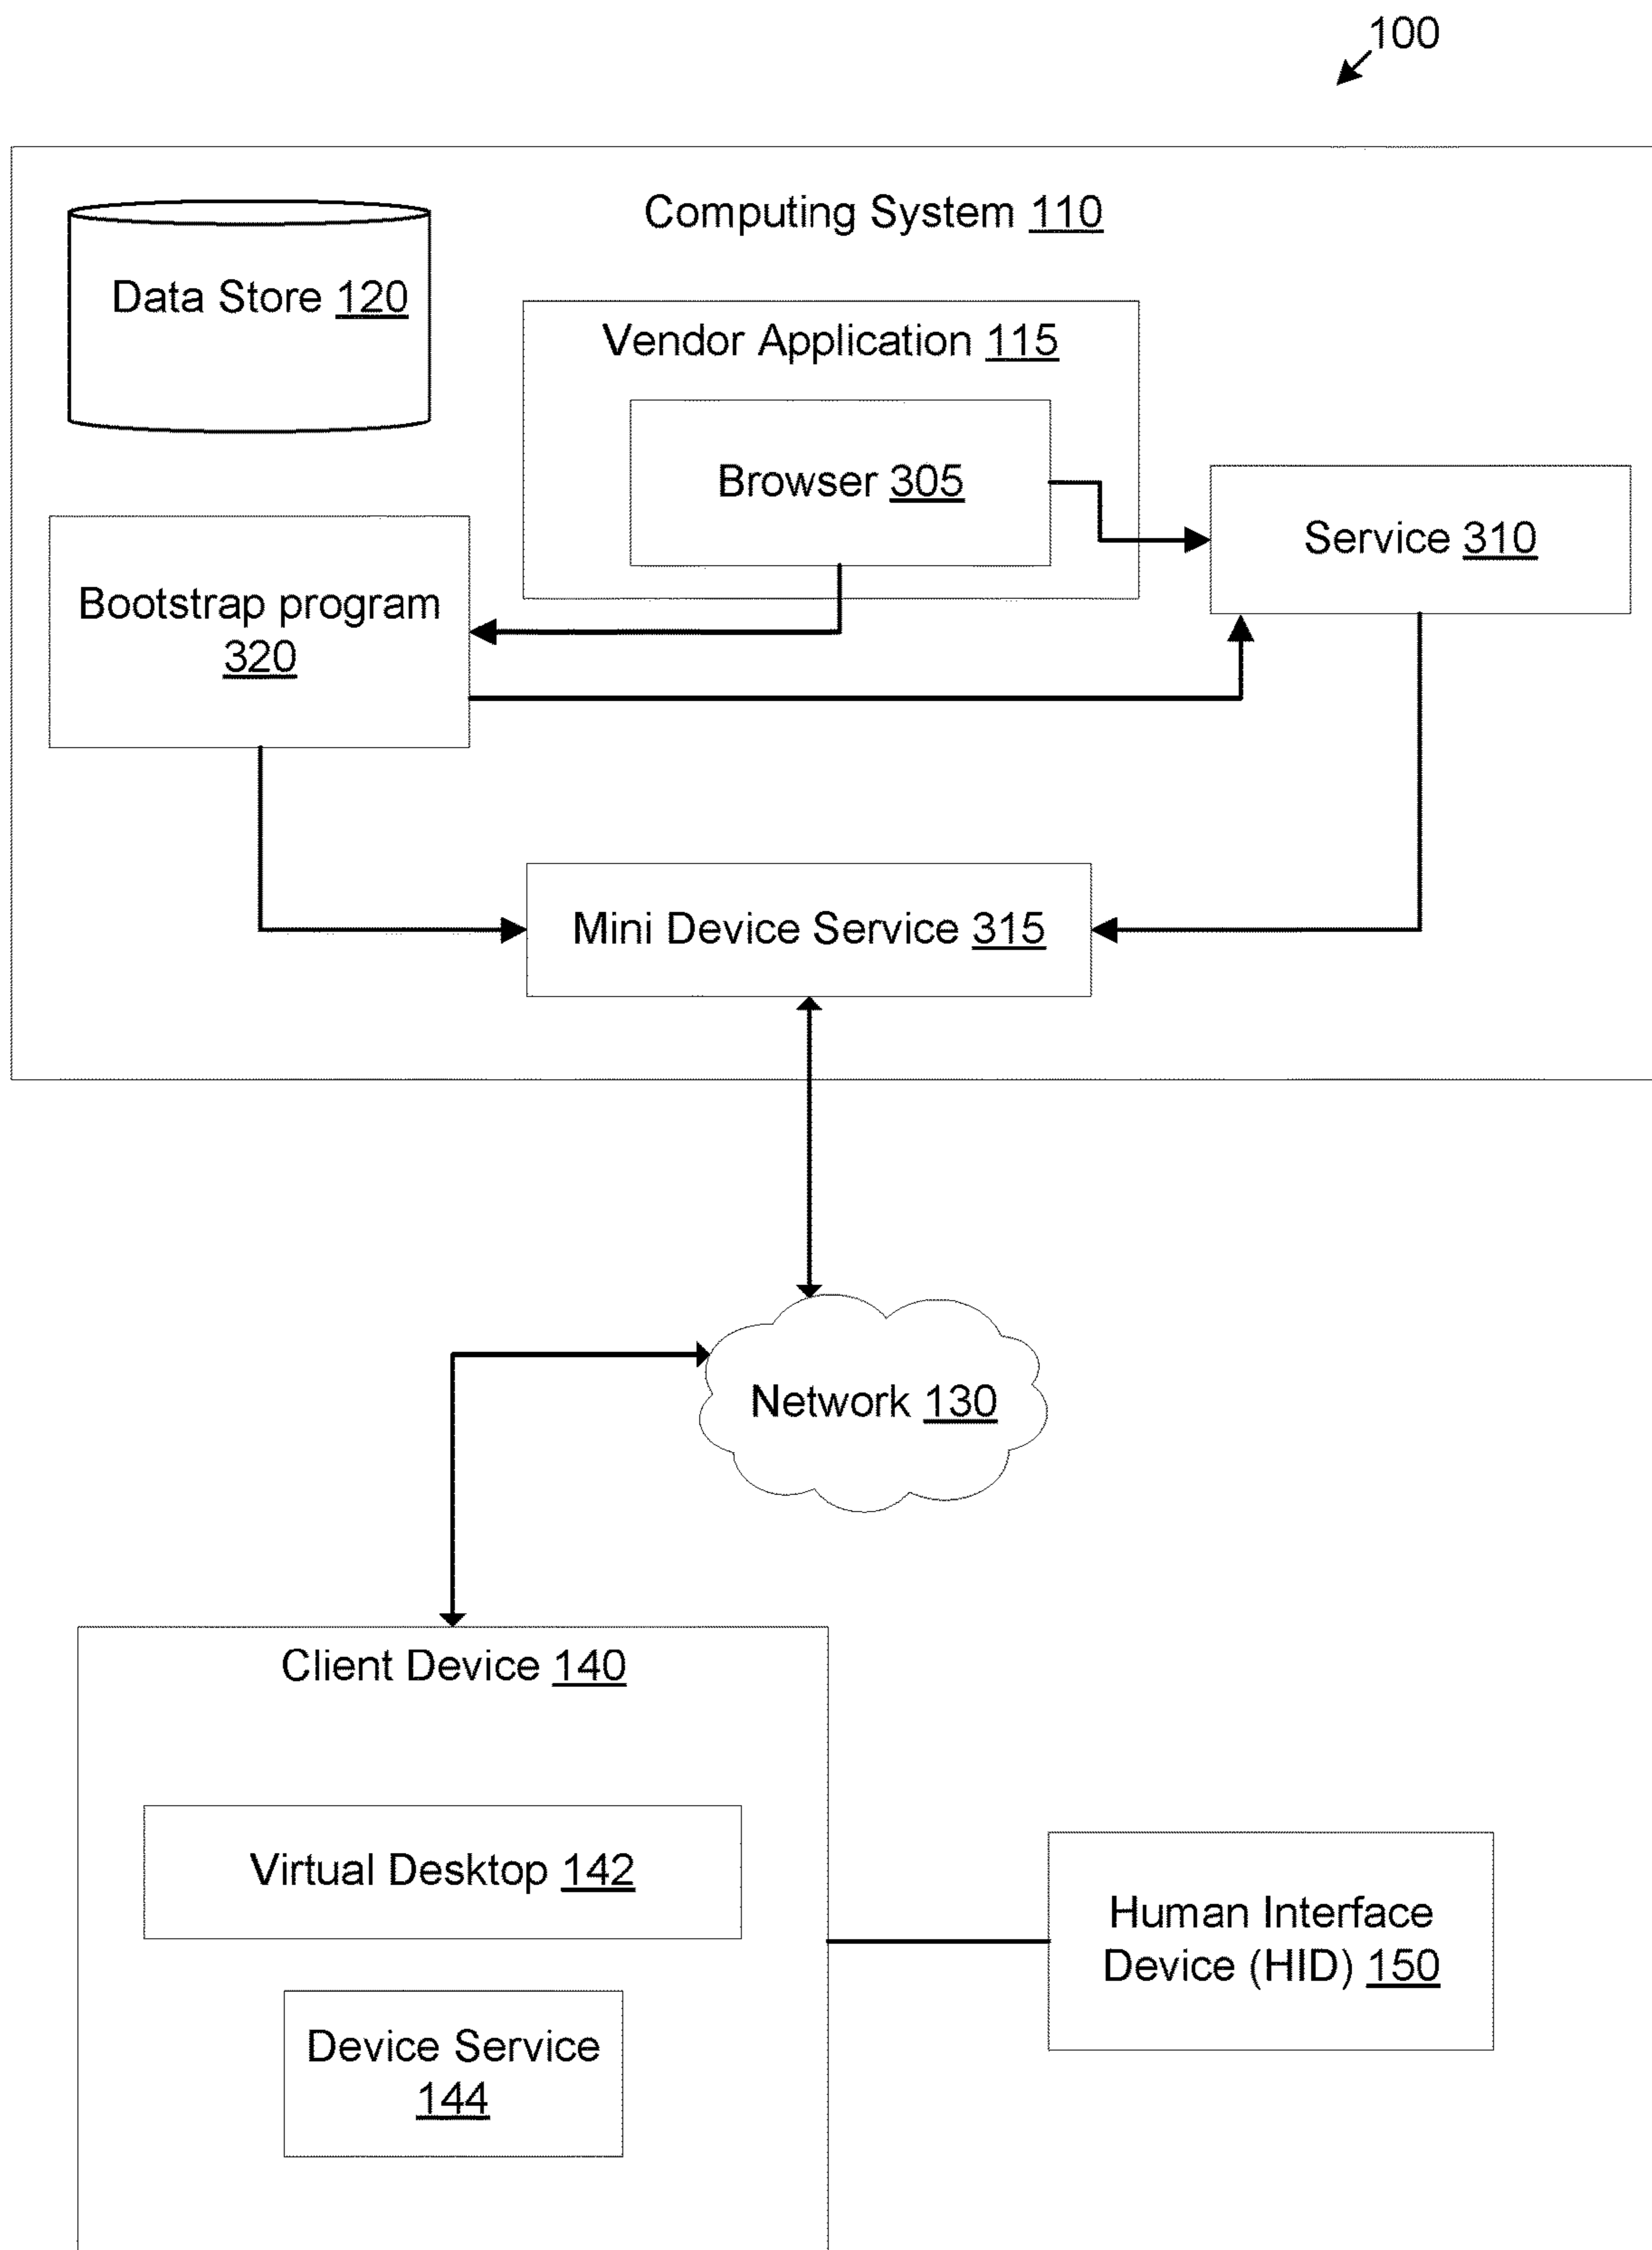 100
Computing System 110
Data Store 120
Vendor Application 115
Browser 305
Service 310
Bootstrap program
320
Mini Device Service 315
Network 130
Client Device 140
Virtual Desktop 142
Human Interface
Device (HID) 150
Device Service
144